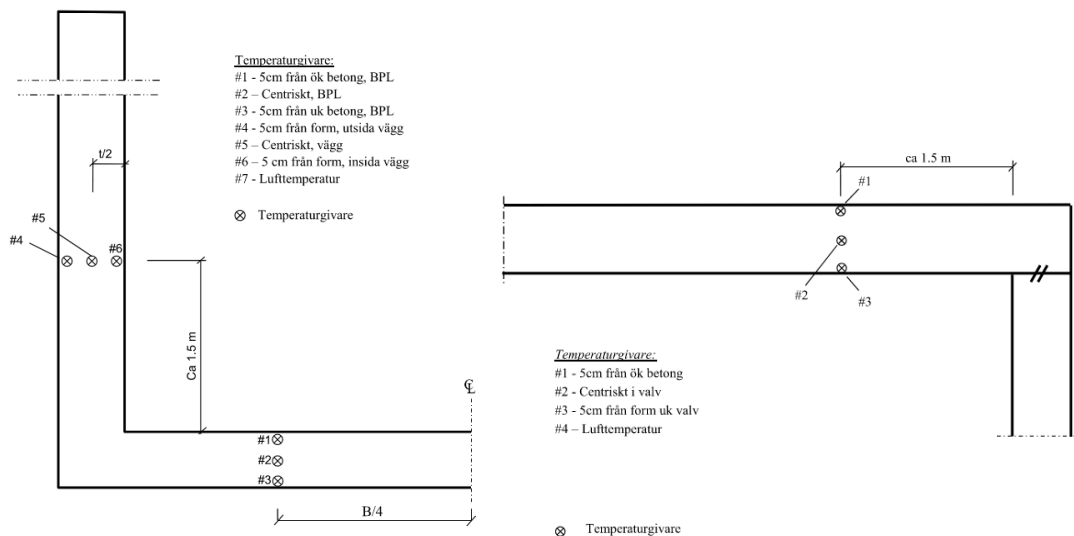 Temperaturgivare:
#1 - 5cm från ök betong, BPL
#2 – Centriskt, BPL
#3 - 5cm från uk betong, BPL
#4 - 5cm från form, utsida vägg
#5 – Centriskt, vägg
#6 – 5 cm från form, insida vägg
#7 - Lufttemperatur
Temperaturgivare
t/2
#5
#4
#6
Ca 1.5 m
℄
#1
#2
#3
B/4
ca 1.5 m
#1
#2
#3
Temperaturgivare:
#1 - 5cm från ök betong
#2 - Centriskt i valv
#3 - 5cm från form uk valv
#4 – Lufttemperatur
Temperaturgivare